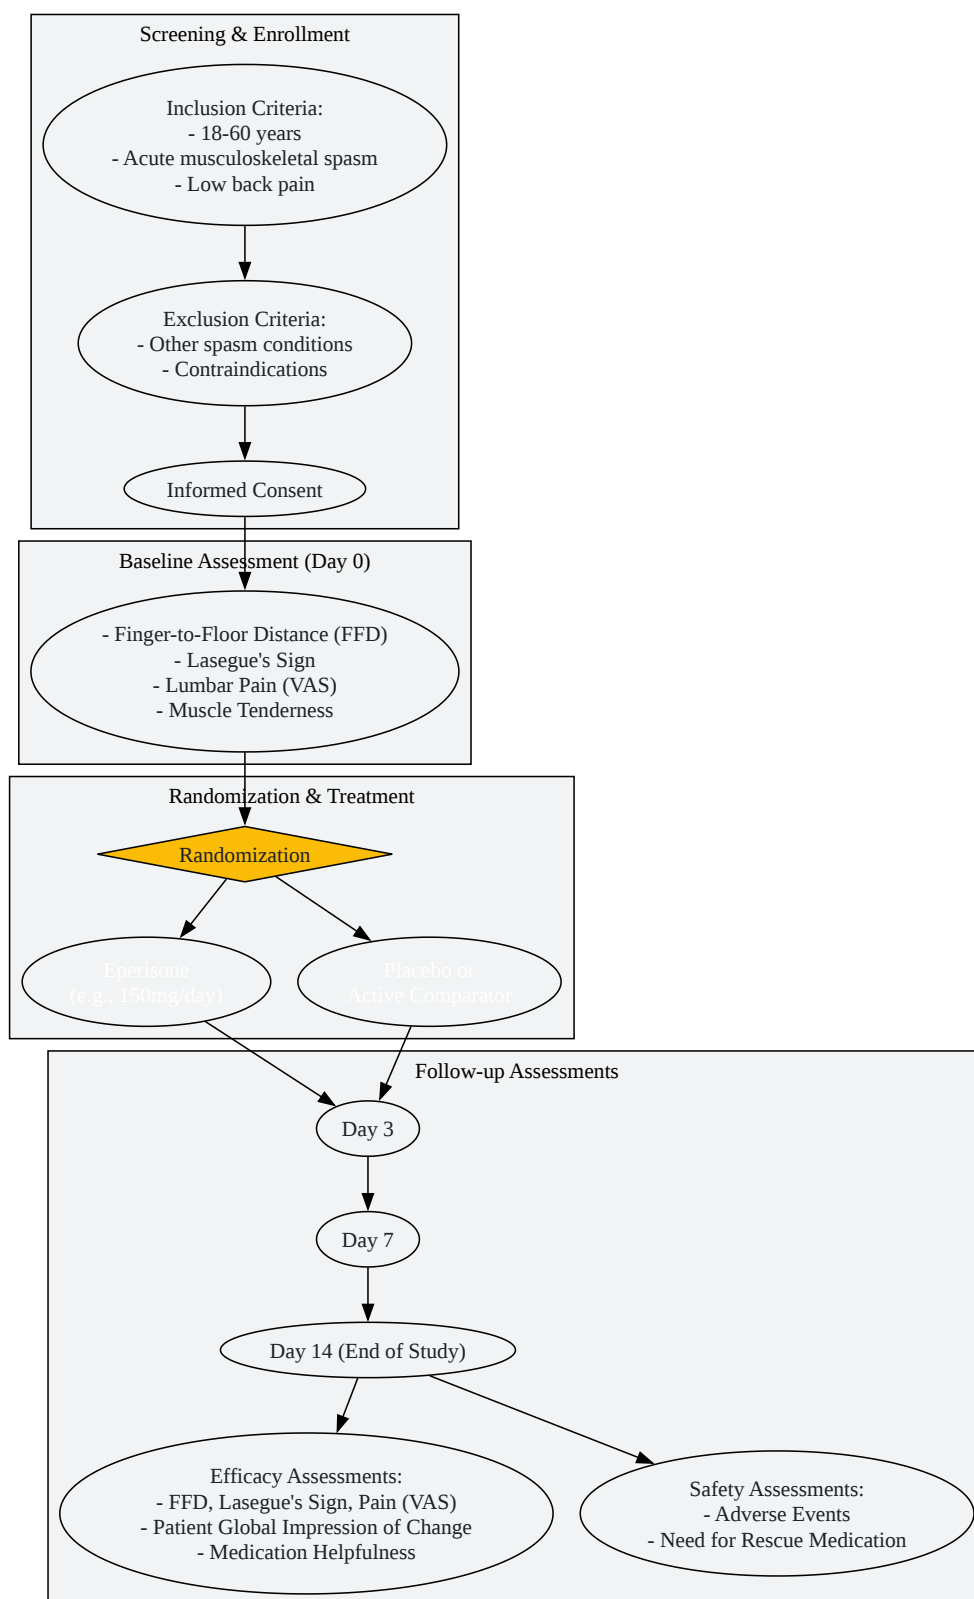 Screening & Enrollment
Inclusion Criteria:
- 18-60 years
- Acute musculoskeletal spasm
- Low back pain
Exclusion Criteria:
- Other spasm conditions
- Contraindications
Informed Consent
Baseline Assessment (Day 0)
- Finger-to-Floor Distance (FFD)
- Lasegue's Sign
- Lumbar Pain (VAS)
- Muscle Tenderness
Randomization & Treatment
Randomization
Eperisone
(e.g., 150mg/day)
Placebo or
Active Comparator
Follow-up Assessments
Day 3
Day 7
Day 14 (End of Study)
Efficacy Assessments:
- FFD, Lasegue's Sign, Pain (VAS)
- Patient Global Impression of Change
- Medication Helpfulness
Safety Assessments:
- Adverse Events
- Need for Rescue Medication